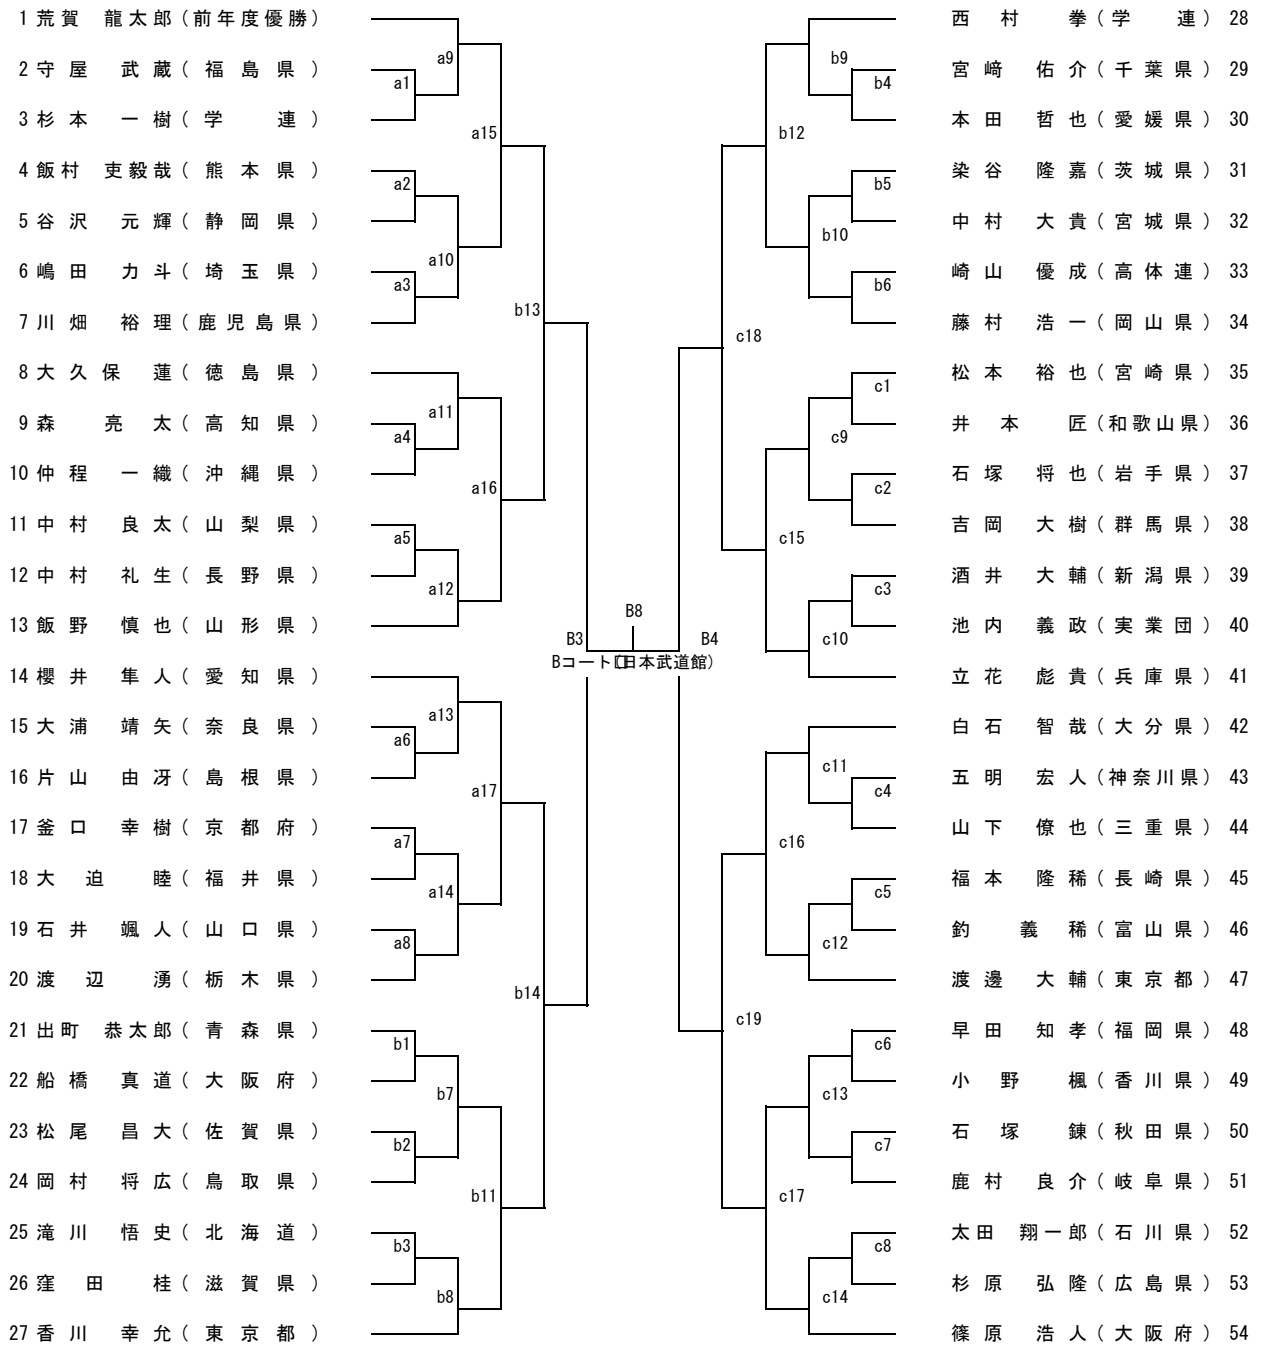 1 荒賀 龍太郎(前年度優勝)
2 守屋 武蔵(福島県)
3 杉本 一樹(学連)
4 飯村 吏毅哉(熊本県)
5 谷沢 元輝(静岡県)
6 嶋田 力斗(埼玉県)
7 川畑 裕理(鹿児島県)
8 大久保 蓮(徳島県)
9 森 亮太(高知県)
10 仲程 一織(沖縄県)
11 中村 良太(山梨県)
12 中村 礼生(長野県)
13 飯野 慎也(山形県)
14 櫻井 隼人(愛知県)
15 大浦 靖矢(奈良県)
16 片山 由冴(島根県)
17 釜口 幸樹(京都府)
18 大迫 睦(福井県)
19 石井 颯人(山口県)
20 渡辺 湧(栃木県)
21 出町 恭太郎(青森県)
22 船橋 真道(大阪府)
23 松尾 昌大(佐賀県)
24 岡村 将広(鳥取県)
25 滝川 悟史(北海道)
26 窪田 桂(滋賀県)
27 香川 幸允(東京都)
a9
a1
a15
a2
a10
a3
b13
a11
a4
a16
a5
a12
a13
a6
a17
a7
a14
a8
b14
b1
b7
b2
b11
b3
b8
B8
B3
B4
Bコート(日本武道館)
b9
b4
b12
b5
b10
b6
c18
c1
c9
c2
c15
c3
c10
c11
c4
c16
c5
c12
c19
c6
c13
c7
c17
c8
c14
西村 拳(学連) 28
宮﨑 佑介(千葉県) 29
本田 哲也(愛媛県) 30
染谷 隆嘉(茨城県) 31
中村 大貴(宮城県) 32
崎山 優成(高体連) 33
藤村 浩一(岡山県) 34
松本 裕也(宮崎県) 35
井本 匠(和歌山県) 36
石塚 将也(岩手県) 37
吉岡 大樹(群馬県) 38
酒井 大輔(新潟県) 39
池内 義政(実業団) 40
立花 彪貴(兵庫県) 41
白石 智哉(大分県) 42
五明 宏人(神奈川県) 43
山下 僚也(三重県) 44
福本 隆稀(長崎県) 45
釣 義稀(富山県) 46
渡邊 大輔(東京都) 47
早田 知孝(福岡県) 48
小野 楓(香川県) 49
石塚 錬(秋田県) 50
鹿村 良介(岐阜県) 51
太田 翔一郎(石川県) 52
杉原 弘隆(広島県) 53
篠原 浩人(大阪府) 54